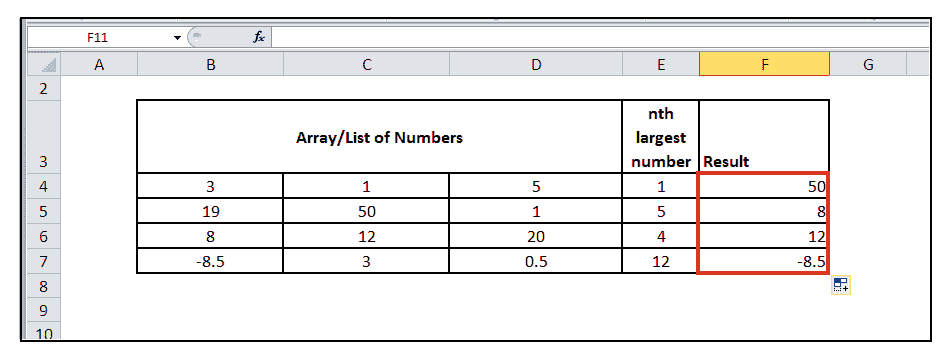 F11 fx
A B C D E F G
2
3 Array/List of Numbers nth largest number Result
4 3 1 5 1 50
5 19 50 1 5 8
6 8 12 20 4 12
7 -8.5 3 0.5 12 -8.5
8
9
10